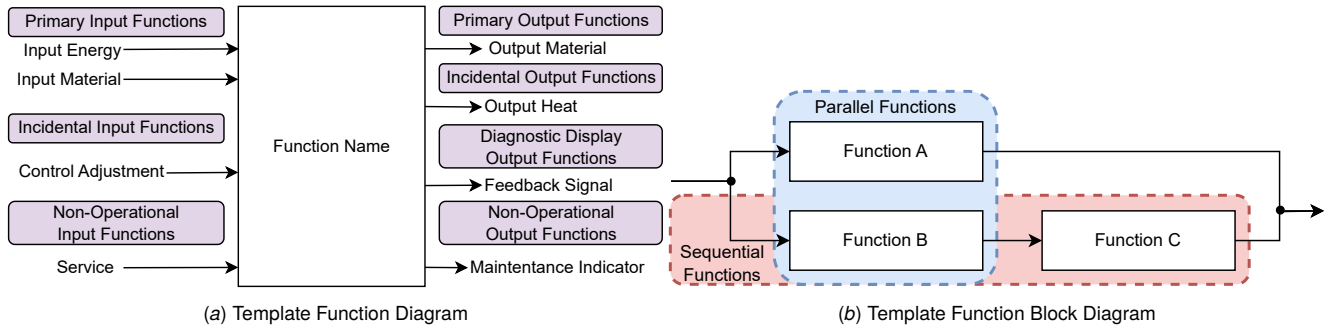 Primary Input Functions
Input Energy
Input Material
Incidental Input Functions
Control Adjustment
Non-Operational
Input Functions
Service
Function Name
Primary Output Functions
Output Material
Incidental Output Functions
Output Heat
Diagnostic Display
Output Functions
Feedback Signal
Non-Operational
Output Functions
Maintentance Indicator
(a) Template Function Diagram
Parallel Functions
Function A
Sequential
Functions
Function B
Function C
(b) Template Function Block Diagram